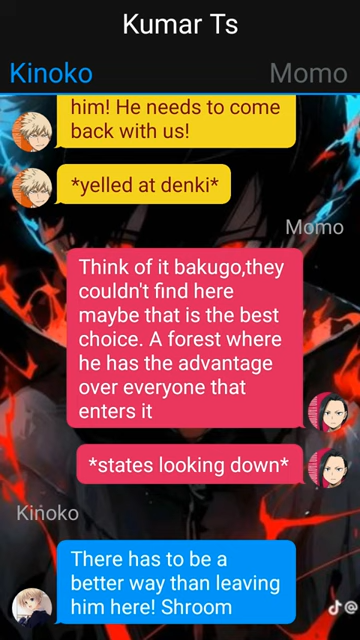 Kumar Ts
Kinoko
Momo
him! He needs to come
back with us!
*yelled at denki*
Momo
Think of it bakugo,they
couldn't find here
maybe that is the best
choice. A forest where
he has the advantage
over everyone that
enters it
*states looking down*
Kinoko
There has to be a
better way than leaving
him here! Shroom
@